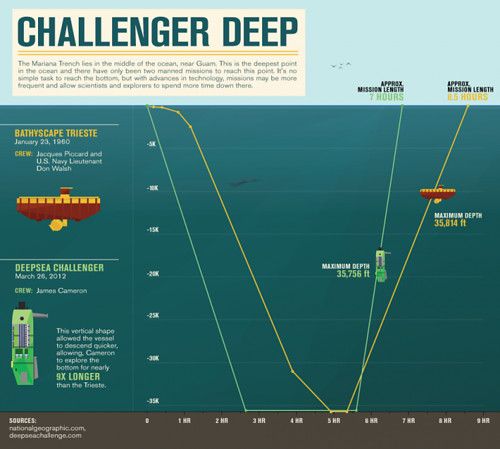 CHALLENGER DEEP
The Mariana Trench lies in the middle of the ocean, near Guam. This is the deepest point
in the ocean and there have only been two manned missions to reach this point. It's no
simple task to reach the bottom, but with advances in technology, missions may be more
frequent and allow scientists and explorers to spend more time down there.
APPROX.
MISSION LENGTH
7 HOURS
APPROX.
MISSION LENGTH
8.5 HOURS
BATHYSCAPE TRIESTE
January 23, 1960
CREW: Jacques Piccard and
U.S. Navy Lieutenant
Don Walsh
-5K
-10K
-15K
-20K
-25K
-30K
-35K
MAXIMUM DEPTH
35,814 ft
MAXIMUM DEPTH
35,756 ft
DEEPSEA CHALLENGER
March 26, 2012
CREW: James Cameron
This vertical shape
allowed the vessel
to descend quicker,
allowing, Cameron
to explore the
bottom for nearly
9X LONGER
than the Trieste.
0 1 HR 2 HR 3 HR 4 HR 5 HR 6 HR 7 HR 8 HR 9 HR
SOURCES:
nationalgeographic.com,
deepseachallenge.com